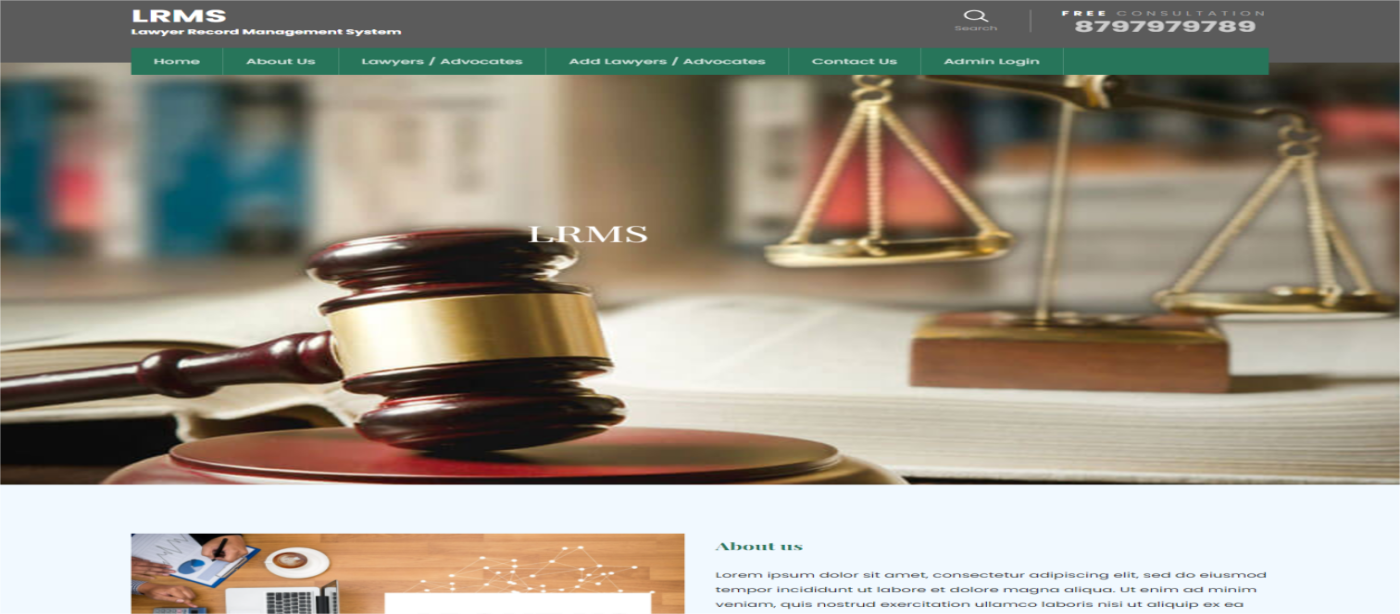 LRMS
Lawyer Record Management System
Search
FREE CONSULTATION
8797979789
Home About Us Lawyers / Advocates Add Lawyers / Advocates Contact Us Admin Login
LRMS
About us
Lorem ipsum dolor sit amet, consectetur adipiscing elit, sed do eiusmod
tempor incididunt ut labore et dolore magna aliqua. Ut enim ad minim
veniam, quis nostrud exercitation ullamco laboris nisi ut aliquip ex ea